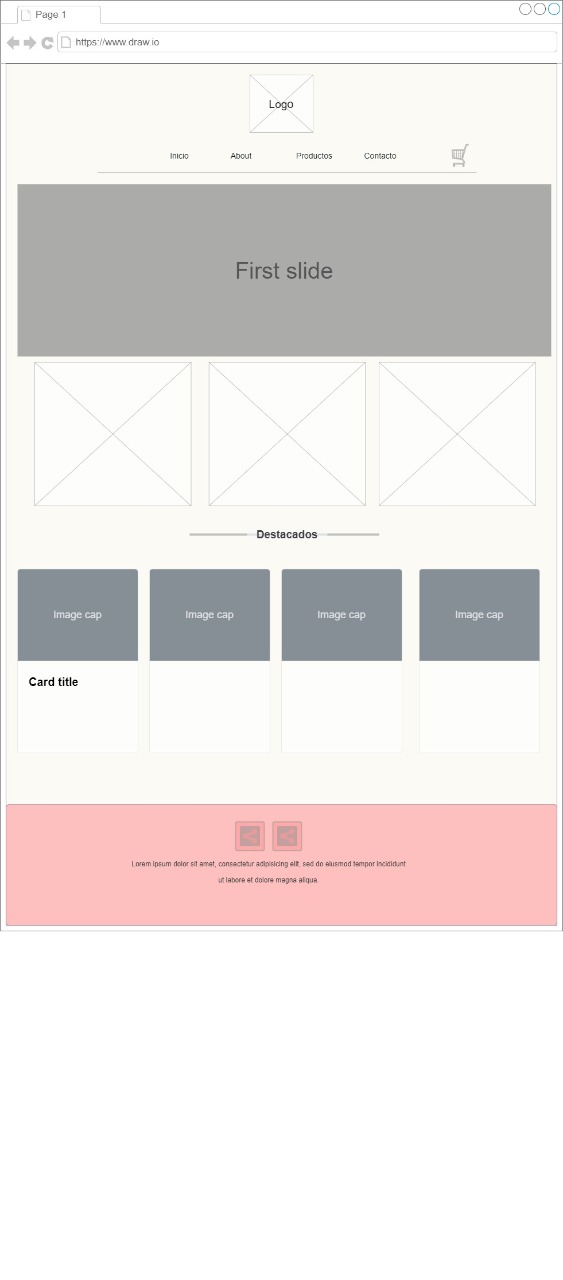 Page 1
https://www.draw.io
Logo
Inicio About Productos Contacto
First slide
Destacados
Image cap Image cap Image cap Image cap
Card title
Lorem ipsum dolor sit amet, consectetur adipisicing elit, sed do eiusmod tempor incididunt
ut labore et dolore magna aliqua.